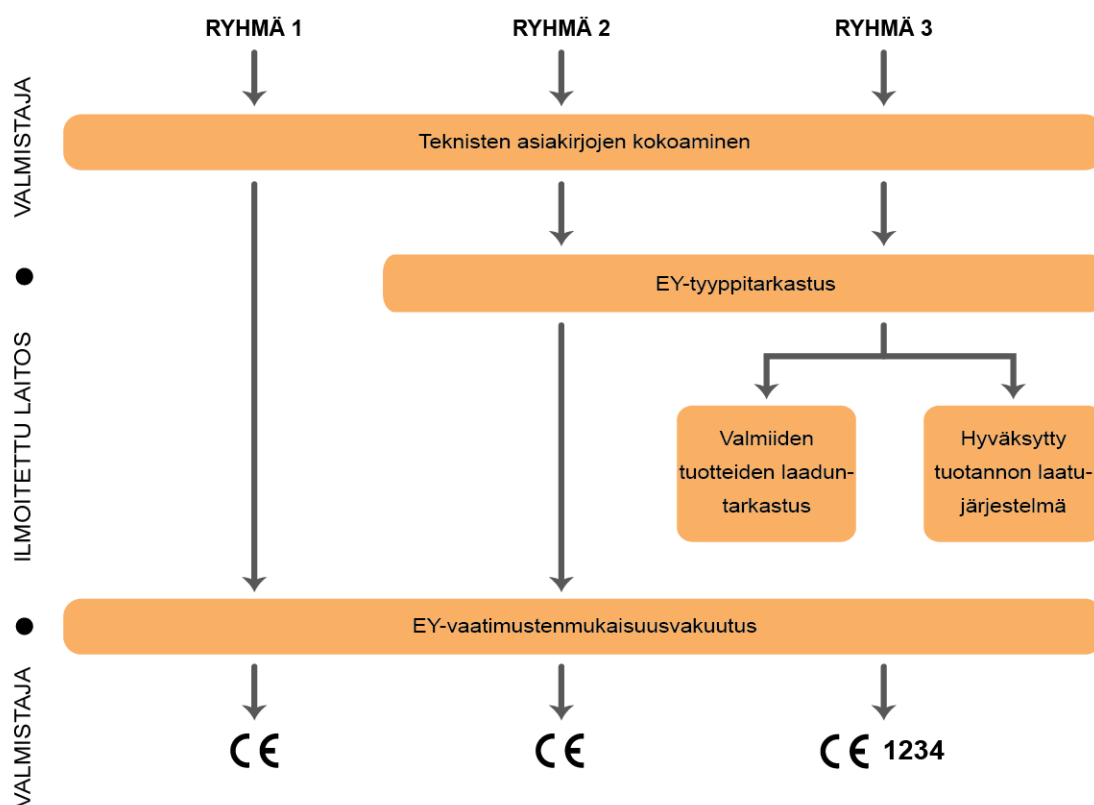 RYHMÄ 1
RYHMÄ 2
RYHMÄ 3
VALMISTAJA
Teknisten asiakirjojen kokoaminen
EY-tyyppitarkastus
ILMOITETTU LAITOS
Valmiiden
tuotteiden laadun-
tarkastus
Hyväksytty
tuotannon laatu-
järjestelmä
EY-vaatimustenmukaisuusvakuutus
VALMISTAJA
CE
CE
CE 1234